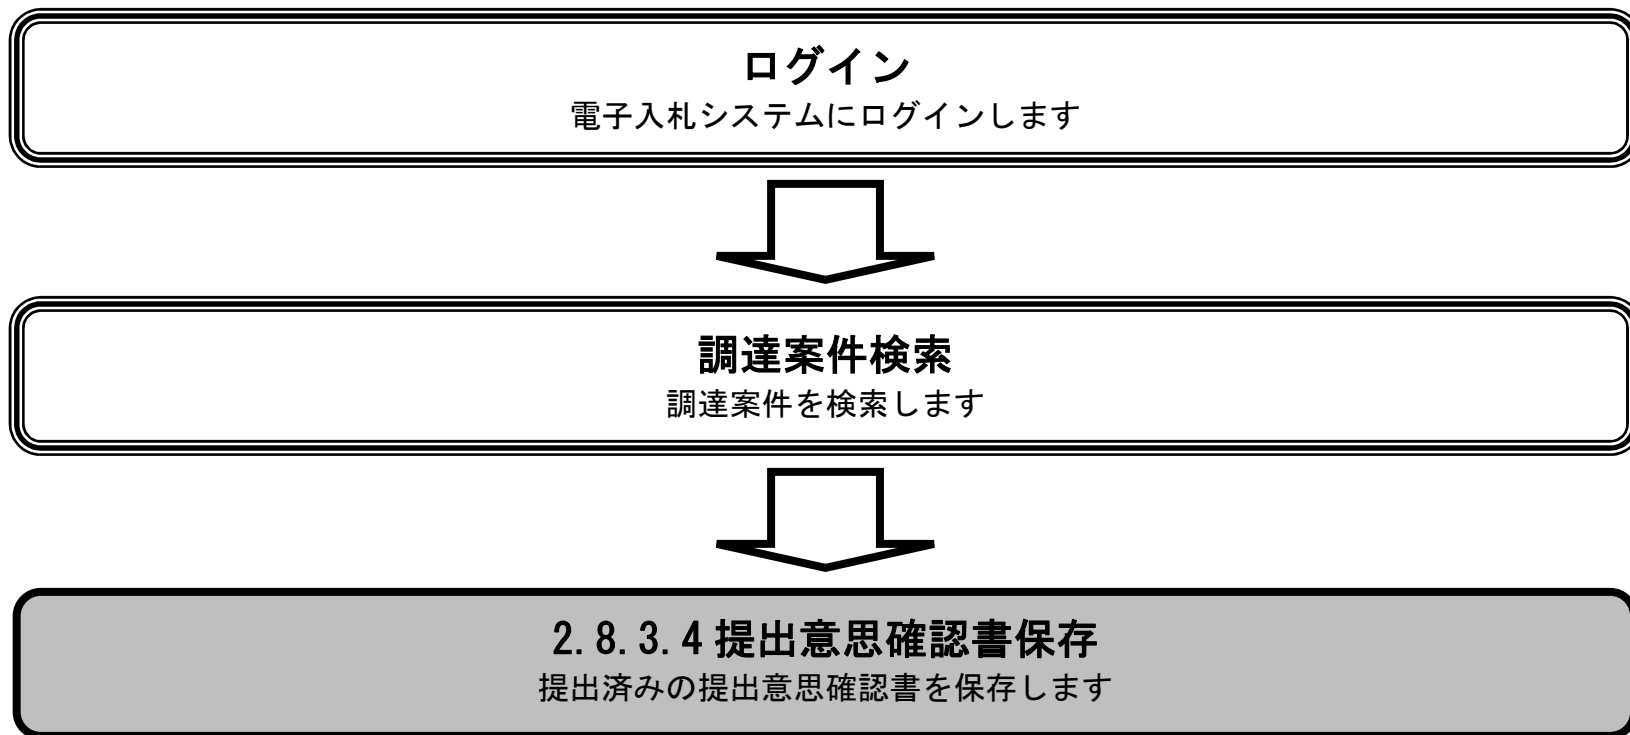 ログイン
電子入札システムにログインします
調達案件検索
調達案件を検索します
2.8.3.4 提出意思確認書保存
提出済みの提出意思確認書を保存します